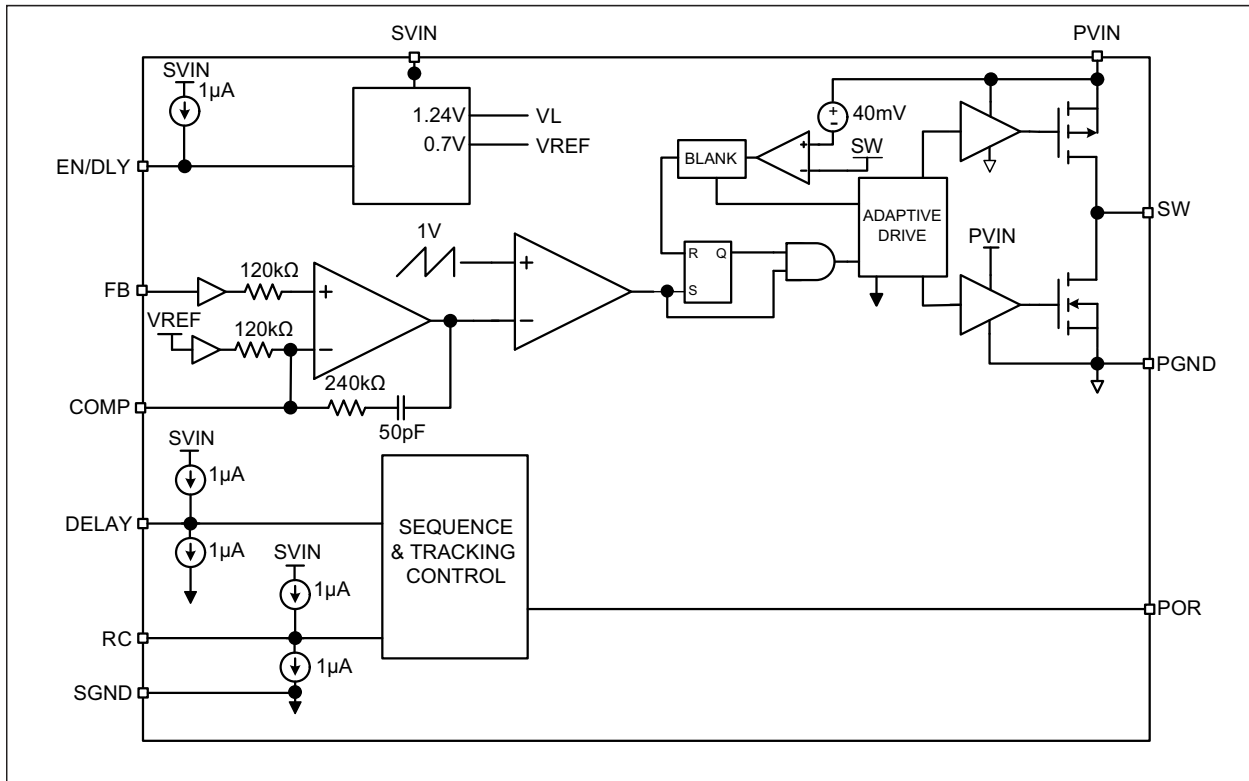 SVIN
PVIN
SVIN
1µA
1.24V
VL
0.7V
VREF
EN/DLY
+
−
40mV
BLANK
+
−
SW
ADAPTIVE
DRIVE
SW
1V
PVIN
R
Q
S
+
−
FB
120kΩ
+
VREF
120kΩ
−
240kΩ
50pF
COMP
PGND
SVIN
1µA
DELAY
1µA
SEQUENCE
& TRACKING
CONTROL
SVIN
1µA
POR
RC
1µA
SGND